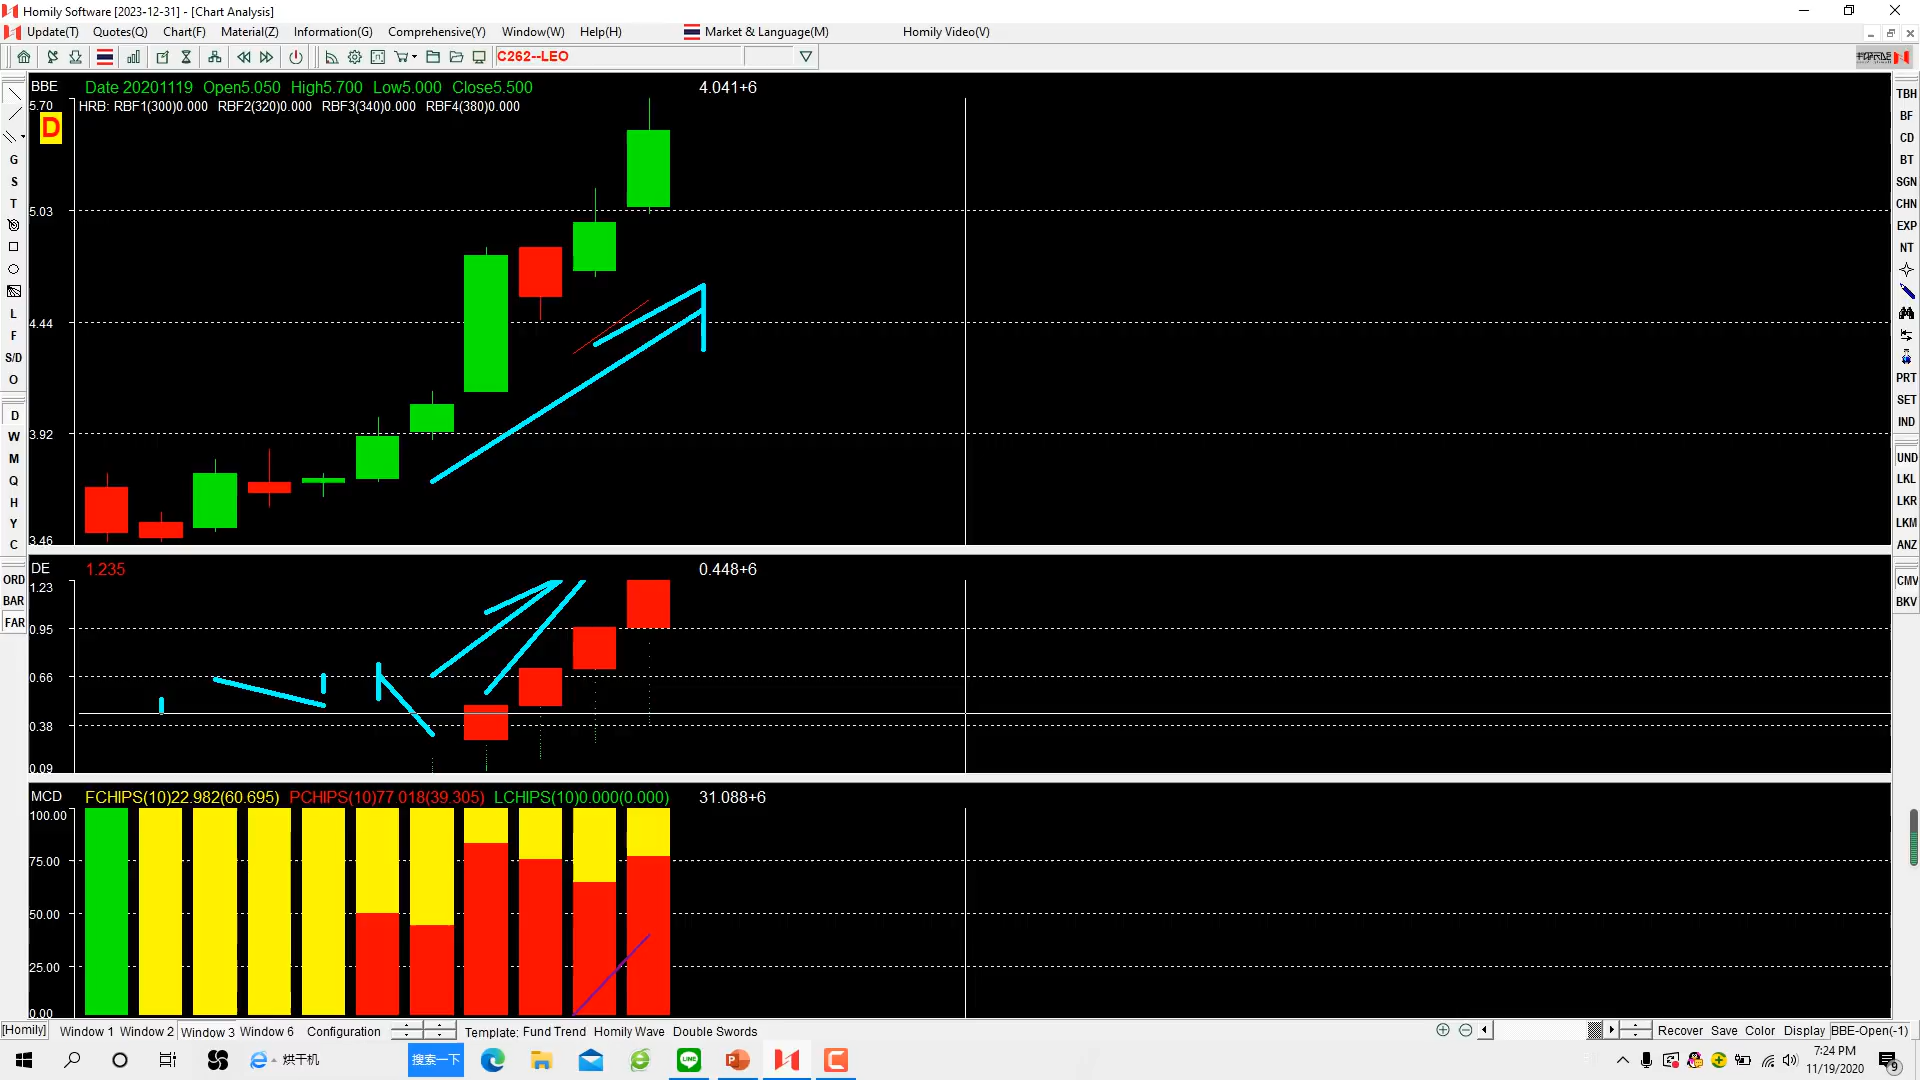 Homily Software [2023-12-31] - [Chart Analysis]
Update(T) Quotes(Q) Chart(F) Material(Z) Information(G) Comprehensive(Y) Window(W) Help(H) Market & Language(M) Homily Video(V)
C262--LEO
BBE Date 20201119 Open5.050 High5.700 Low5.000 Close5.500 4.041+6
5.70 HRB: RBF1(300)0.000 RBF2(320)0.000 RBF3(340)0.000 RBF4(380)0.000
D
5.03
4.44
3.92
3.46
DE 1.235 0.448+6
1.23
0.95
0.66
0.38
0.09
MCD FCHIPS(10)22.982(60.695) PCHIPS(10)77.018(39.305) LCHIPS(10)0.000(0.000) 31.088+6
100.00
75.00
50.00
25.00
0.00
G
S
T
L
F
S/D
O
D
W
M
Q
H
Y
C
ORD
BAR
FAR
TBH
BF
CD
BT
SGN
CHN
EXP
NT
PRT
SET
IND
UND
LKL
LKR
LKM
ANZ
CMV
BKV
[Homily] Window 1 Window 2 Window 3 Window 6 Configuration Template: Fund Trend Homily Wave Double Swords Recover Save Color Display BBE-Open(-1)
烘干机 搜索一下 LINE 7:24 PM
11/19/2020 9